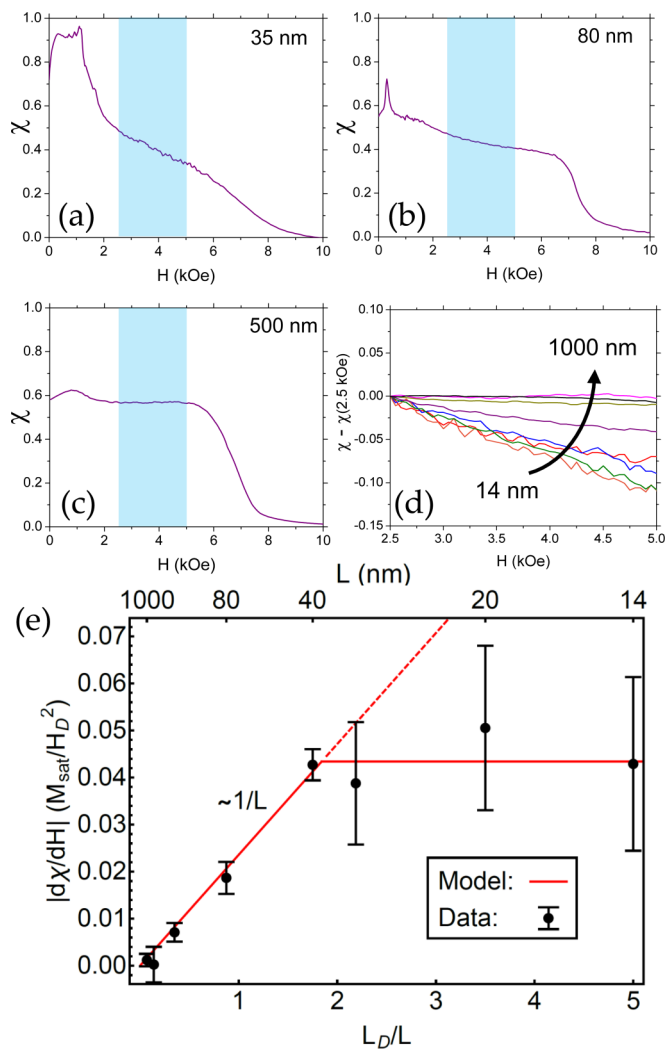 35 nm
1.0
0.8
0.6
0.4
0.2
0.0
χ
(a)
0 2 4 6 8 10
H (kOe)
80 nm
1.0
0.8
0.6
0.4
0.2
0.0
χ
(b)
0 2 4 6 8 10
H (kOe)
500 nm
1.0
0.8
0.6
0.4
0.2
0.0
χ
(c)
0 2 4 6 8 10
H (kOe)
0.10
0.05
0.00
-0.05
-0.10
-0.15
χ - χ(2.5 kOe)
1000 nm
14 nm
(d)
2.5 3.0 3.5 4.0 4.5 5.0
H (kOe)
(e)
L (nm)
1000 80 40 20 14
0.07
0.06
0.05
0.04
0.03
0.02
0.01
0.00
|dχ/dH| (M_sat/H_D²)
~1/L
Model:
Data:
1 2 3 4 5
L_D/L